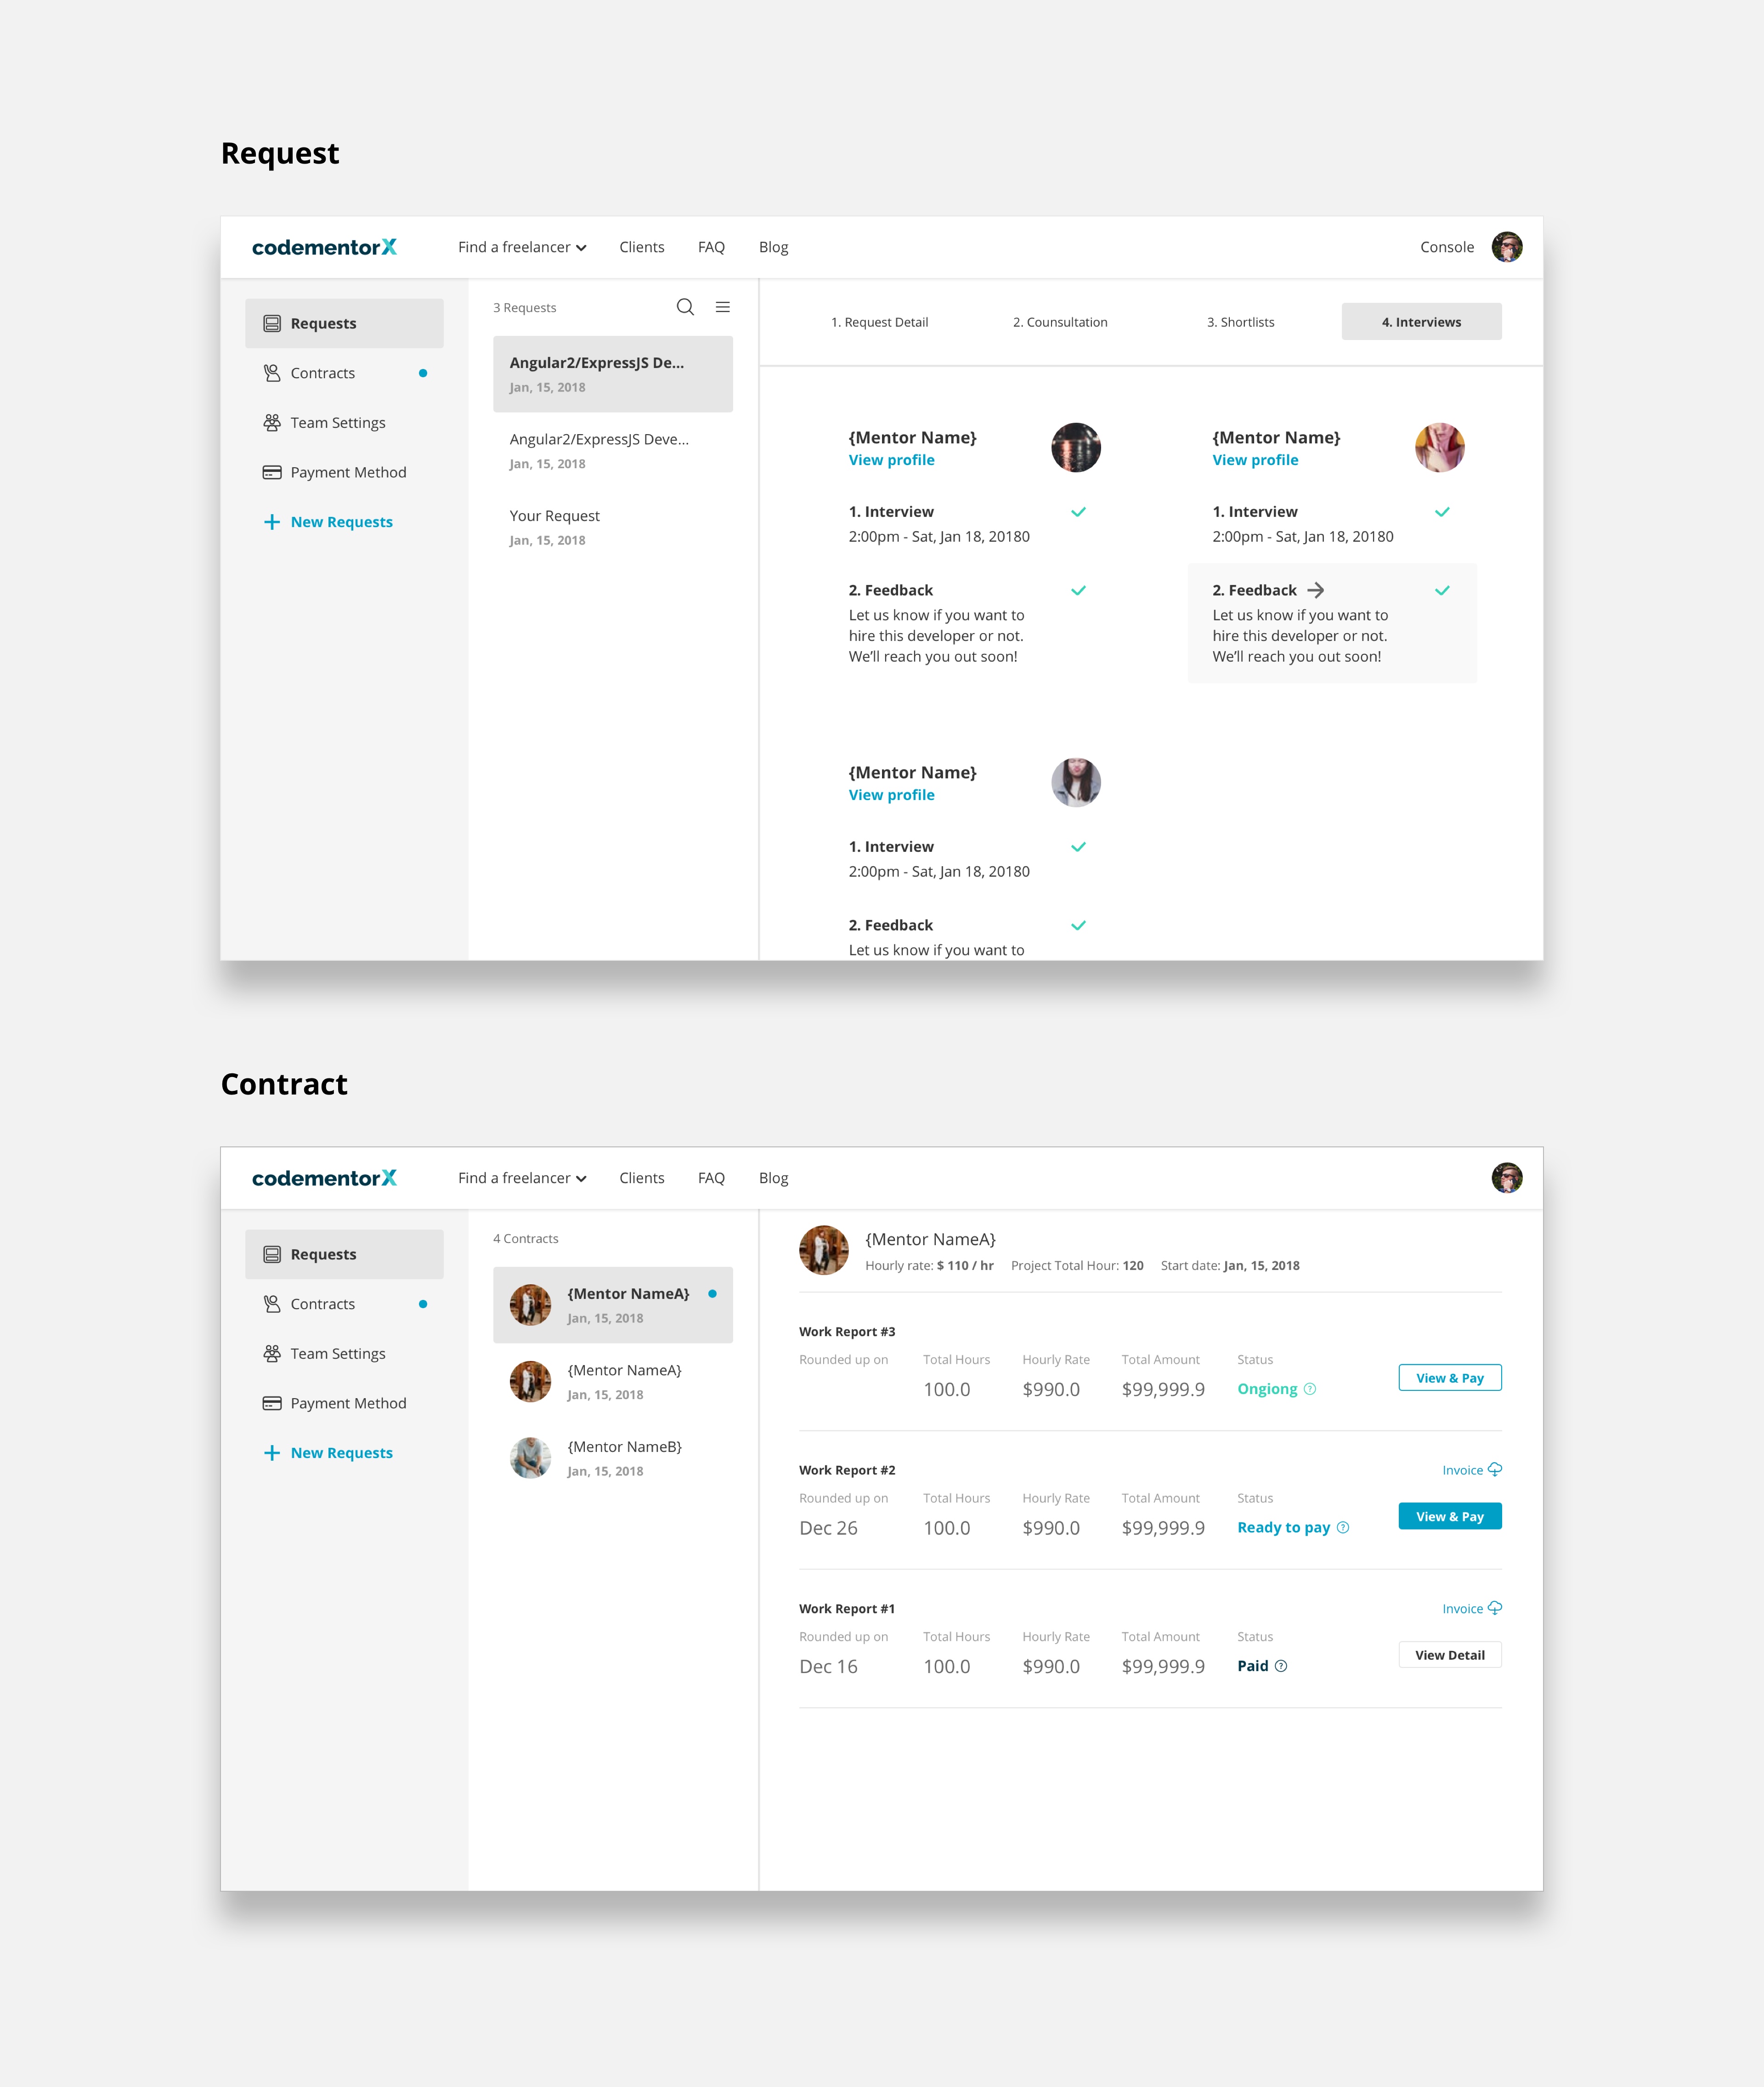 Request
codementorX
Find a freelancer
Clients
FAQ
Blog
Console
Requests
Contracts
Team Settings
Payment Method
New Requests
3 Requests
Angular2/ExpressJS De...
Jan, 15, 2018
Angular2/ExpressJS Deve...
Jan, 15, 2018
Your Request
Jan, 15, 2018
1. Request Detail
2. Counsultation
3. Shortlists
4. Interviews
{Mentor Name}
View profile
1. Interview
2:00pm - Sat, Jan 18, 20180
2. Feedback
Let us know if you want to
hire this developer or not.
We'll reach you out soon!
{Mentor Name}
View profile
1. Interview
2:00pm - Sat, Jan 18, 20180
2. Feedback
Let us know if you want to
hire this developer or not.
We'll reach you out soon!
{Mentor Name}
View profile
1. Interview
2:00pm - Sat, Jan 18, 20180
2. Feedback
Let us know if you want to
Contract
codementorX
Find a freelancer
Clients
FAQ
Blog
Requests
Contracts
Team Settings
Payment Method
New Requests
4 Contracts
{Mentor NameA}
Jan, 15, 2018
{Mentor NameA}
Jan, 15, 2018
{Mentor NameB}
Jan, 15, 2018
{Mentor NameA}
Hourly rate: $ 110 / hr Project Total Hour: 120 Start date: Jan, 15, 2018
Work Report #3
Rounded up on Total Hours Hourly Rate Total Amount Status
100.0 $990.0 $99,999.9 Ongiong
View & Pay
Work Report #2
Invoice
Rounded up on Total Hours Hourly Rate Total Amount Status
Dec 26 100.0 $990.0 $99,999.9 Ready to pay
View & Pay
Work Report #1
Invoice
Rounded up on Total Hours Hourly Rate Total Amount Status
Dec 16 100.0 $990.0 $99,999.9 Paid
View Detail